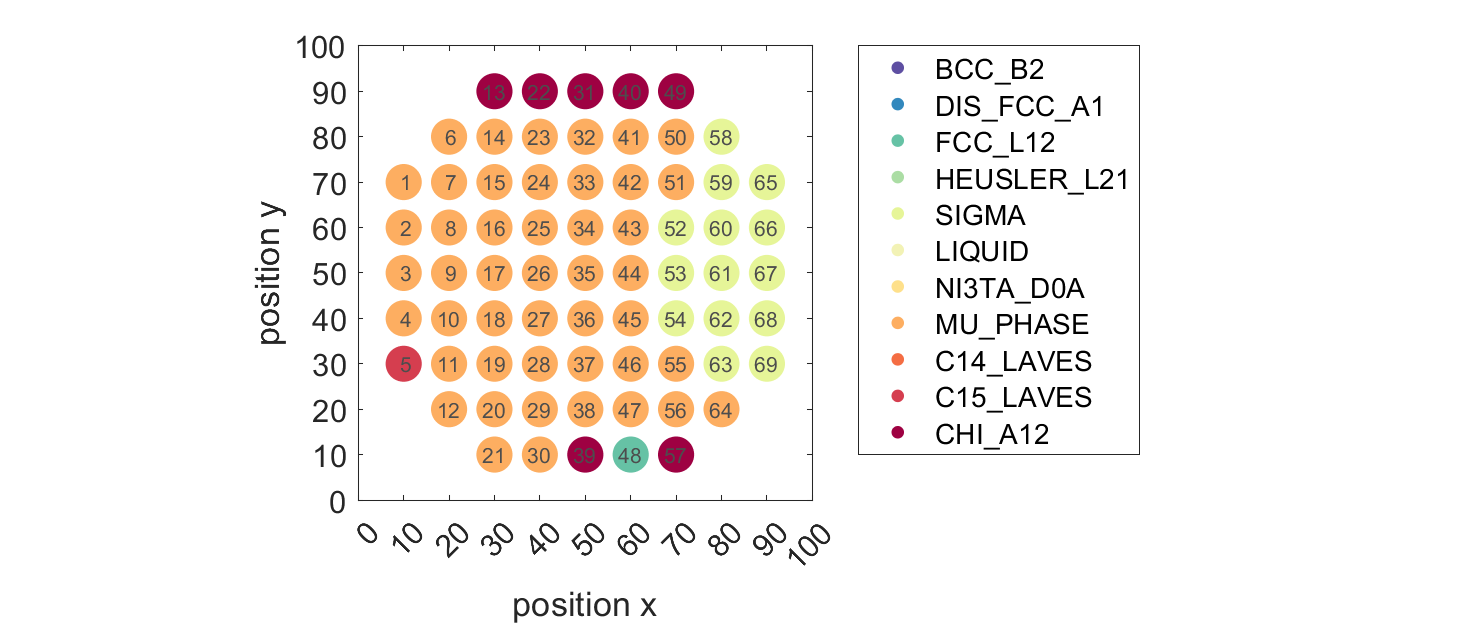 100
90 13 22 31 40 49
80 6 14 23 32 41 50 58
70 1 7 15 24 33 42 51 59 65
60 2 8 16 25 34 43 52 60 66
50 3 9 17 26 35 44 53 61 67
40 4 10 18 27 36 45 54 62 68
30 5 11 19 28 37 46 55 63 69
20 12 20 29 38 47 56 64
10 21 30 39 48 57
0
0 10 20 30 40 50 60 70 80 90 100
position x
position y
BCC_B2
DIS_FCC_A1
FCC_L12
HEUSLER_L21
SIGMA
LIQUID
NI3TA_D0A
MU_PHASE
C14_LAVES
C15_LAVES
CHI_A12